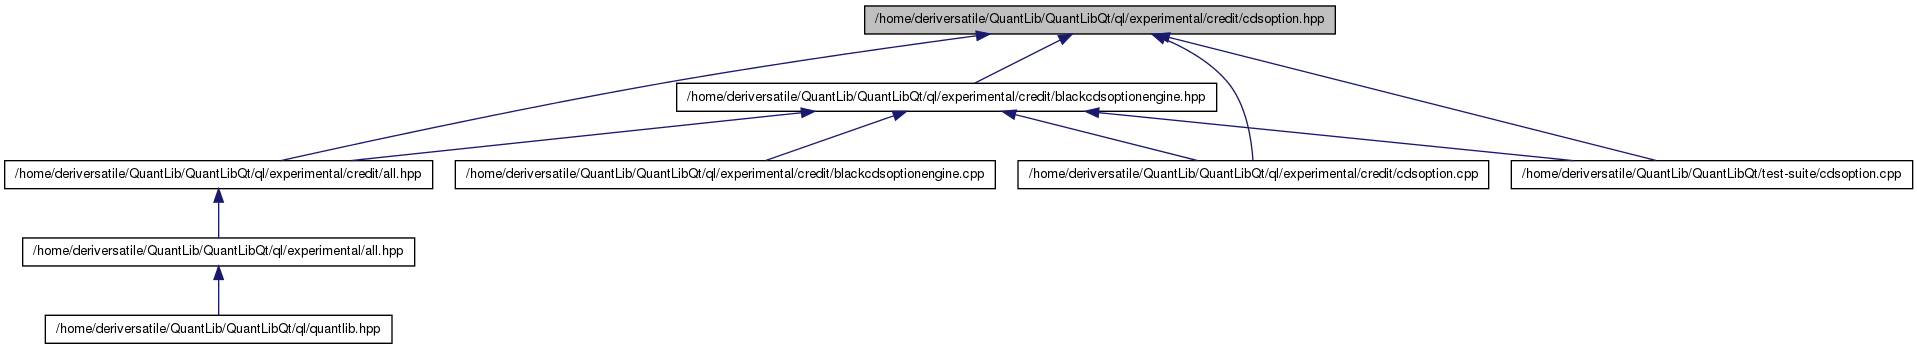 /home/deriversatile/QuantLib/QuantLibQt/ql/experimental/credit/cdsoption.hpp
/home/deriversatile/QuantLib/QuantLibQt/ql/experimental/credit/blackcdsoptionengine.hpp
/home/deriversatile/QuantLib/QuantLibQt/ql/experimental/credit/all.hpp
/home/deriversatile/QuantLib/QuantLibQt/ql/experimental/credit/blackcdsoptionengine.cpp
/home/deriversatile/QuantLib/QuantLibQt/ql/experimental/credit/cdsoption.cpp
/home/deriversatile/QuantLib/QuantLibQt/test-suite/cdsoption.cpp
/home/deriversatile/QuantLib/QuantLibQt/ql/experimental/all.hpp
/home/deriversatile/QuantLib/QuantLibQt/ql/quantlib.hpp